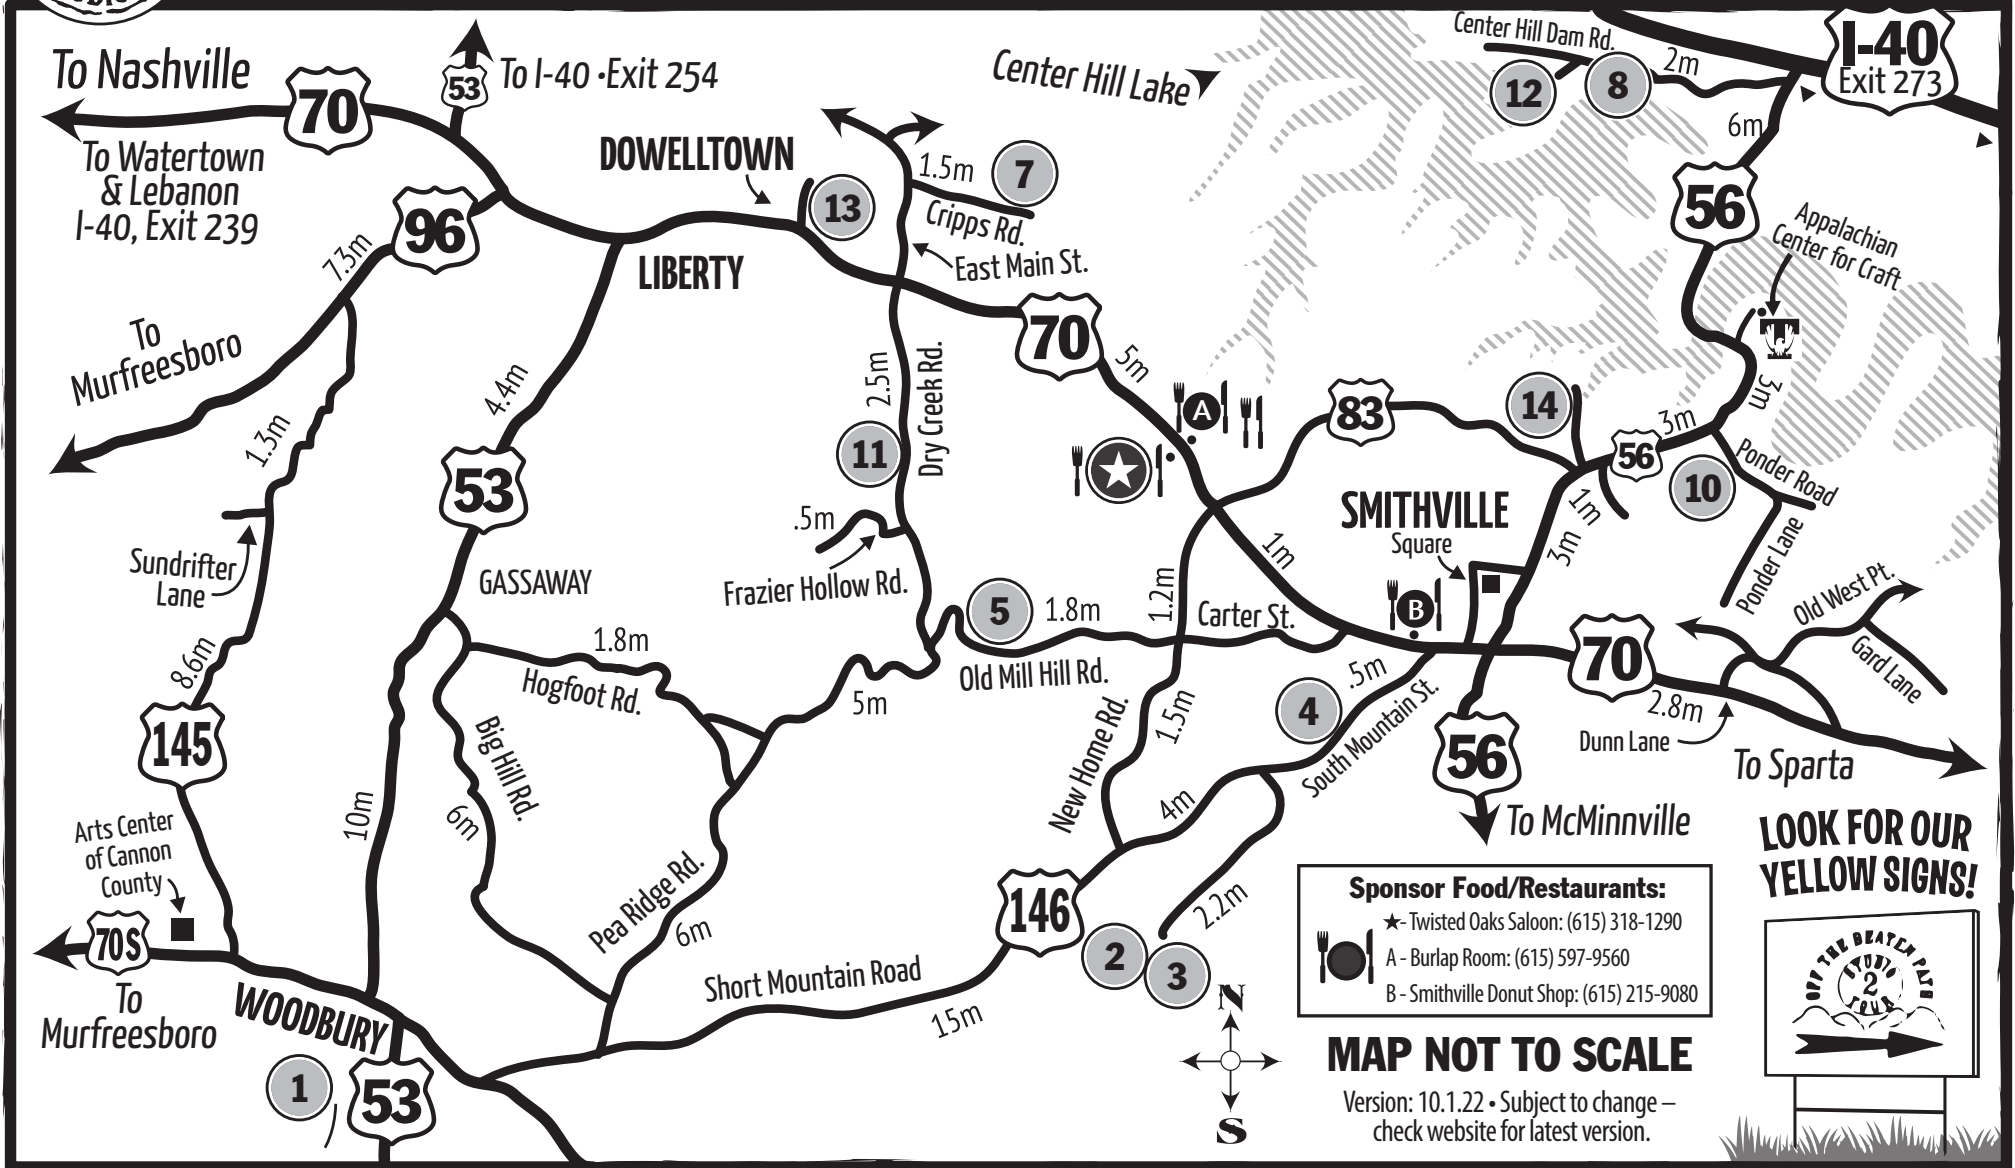 To Nashville
70
53
To I-40 •Exit 254
To Watertown
& Lebanon
I-40, Exit 239
96
7.3m
To
Murfreesboro
DOWELLTOWN
13
LIBERTY
1.5m
7
Cripps Rd.
East Main St.
Center Hill Lake
Center Hill Dam Rd.
12
8
2m
I-40
Exit 273
6m
56
Appalachian
Center for Craft
T
3m
70
5m
A
83
14
56
3m
10
Ponder Road
Ponder Lane
1m
3m
SMITHVILLE
Square
1m
B
Old West Pt.
Gard Lane
70
2.8m
Dunn Lane
To Sparta
56
To McMinnville
1.3m
Sundrifter
Lane
8.6m
145
4.4m
53
GASSAWAY
1.8m
Hogfoot Rd.
Big Hill Rd.
6m
10m
2.5m
Dry Creek Rd.
11
.5m
Frazier Hollow Rd.
5
1.8m
Old Mill Hill Rd.
5m
1.2m
Carter St.
.5m
4
South Mountain St.
New Home Rd.
1.5m
4m
146
2.2m
2
3
Pea Ridge Rd.
6m
Short Mountain Road
15m
Arts Center
of Cannon
County
70S
To
Murfreesboro
WOODBURY
1
53
N
S
Sponsor Food/Restaurants:
★- Twisted Oaks Saloon: (615) 318-1290
A - Burlap Room: (615) 597-9560
B - Smithville Donut Shop: (615) 215-9080
MAP NOT TO SCALE
Version: 10.1.22 • Subject to change –
check website for latest version.
LOOK FOR OUR
YELLOW SIGNS!
OFF THE BEATEN PATH
STUDIO
2
TOUR